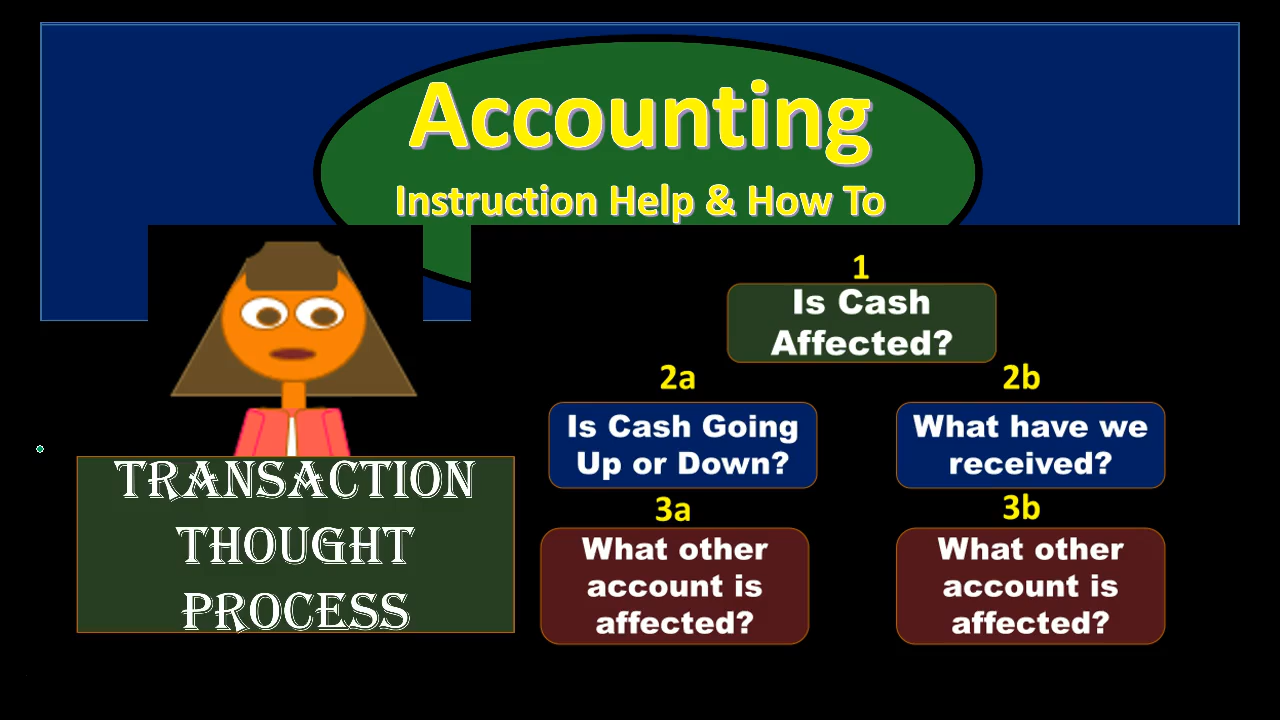 Accounting
Instruction Help & How To
TRANSACTION
THOUGHT
PROCESS
1
Is Cash
Affected?
2a
Is Cash Going
Up or Down?
2b
What have we
received?
3a
What other
account is
affected?
3b
What other
account is
affected?